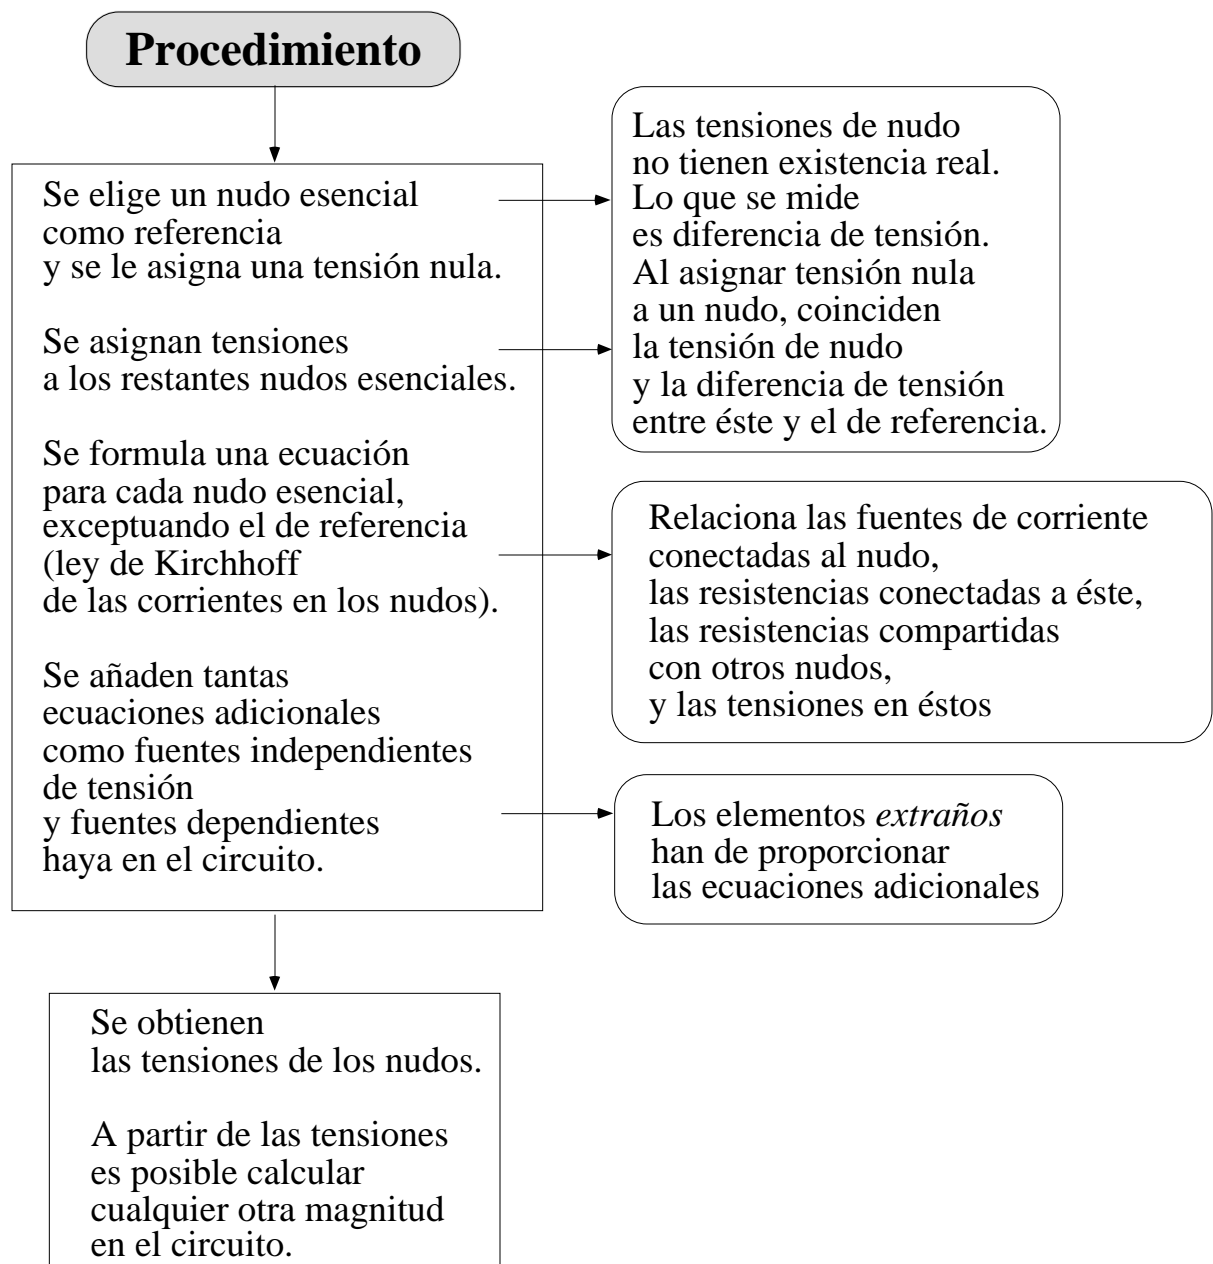 Procedimiento
Se elige un nudo esencial
como referencia
y se le asigna una tensión nula.
Se asignan tensiones
a los restantes nudos esenciales.
Se formula una ecuación
para cada nudo esencial,
exceptuando el de referencia
(ley de Kirchhoff
de las corrientes en los nudos).
Se añaden tantas
ecuaciones adicionales
como fuentes independientes
de tensión
y fuentes dependientes
haya en el circuito.
Las tensiones de nudo
no tienen existencia real.
Lo que se mide
es diferencia de tensión.
Al asignar tensión nula
a un nudo, coinciden
la tensión de nudo
y la diferencia de tensión
entre éste y el de referencia.
Relaciona las fuentes de corriente
conectadas al nudo,
las resistencias conectadas a éste,
las resistencias compartidas
con otros nudos,
y las tensiones en éstos
Los elementos extraños
han de proporcionar
las ecuaciones adicionales
Se obtienen
las tensiones de los nudos.
A partir de las tensiones
es posible calcular
cualquier otra magnitud
en el circuito.